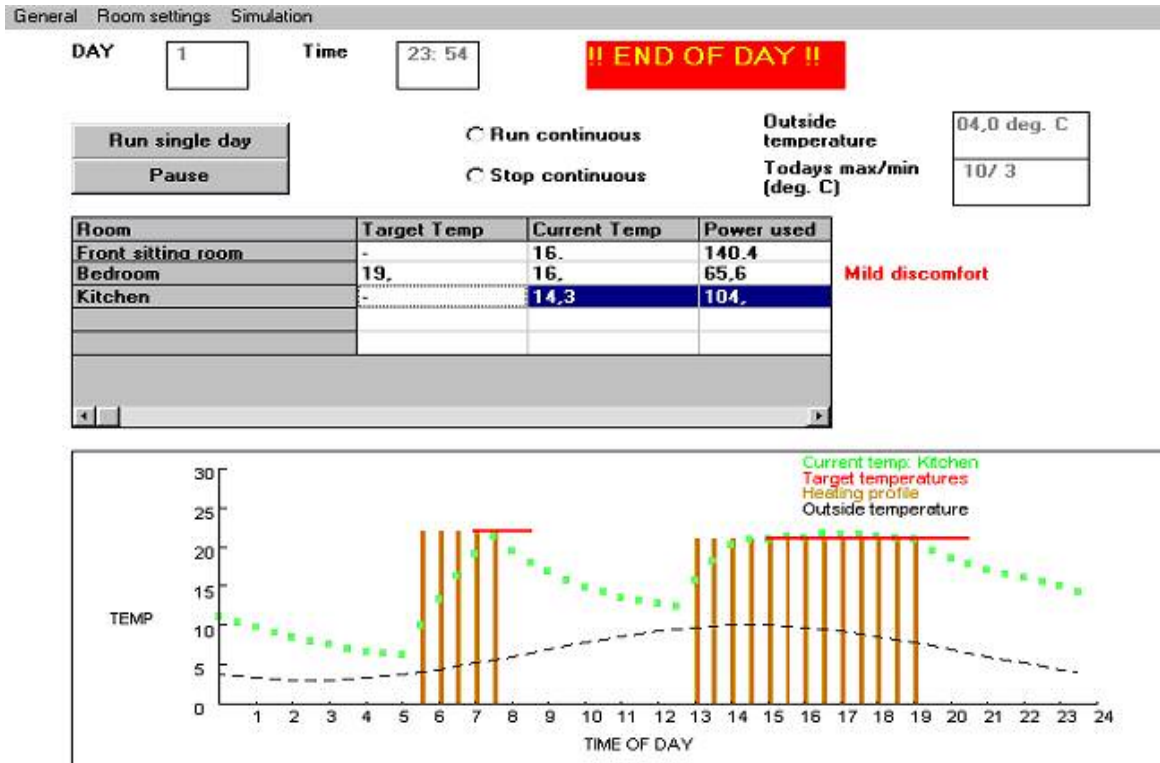 General Room settings Simulation
DAY 1 Time 23: 54 !! END OF DAY !!
Run single day
Pause
Run continuous
Stop continuous
Outside
temperature
04,0 deg. C
Todays max/min
(deg. C)
10/ 3
Room Target Temp Current Temp Power used
Front sitting room - 16. 140.4
Bedroom 19, 16, 65,6 Mild discomfort
Kitchen - 14,3 104,
Current temp: Kitchen
Target temperatures
Heating profile
Outside temperature
30
25
20
15
10
5
0
TEMP
1 2 3 4 5 6 7 8 9 10 11 12 13 14 15 16 17 18 19 20 21 22 23 24
TIME OF DAY